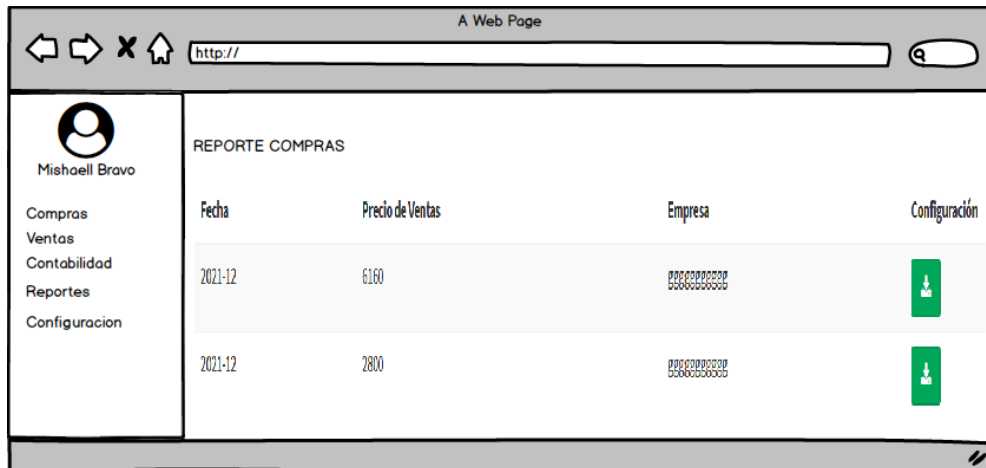 A Web Page
http://
Mishaell Bravo
Compras
Ventas
Contabilidad
Reportes
Configuracion
REPORTE COMPRAS
Fecha Precio de Ventas Empresa Configuración
2021-12 6160
2021-12 2800